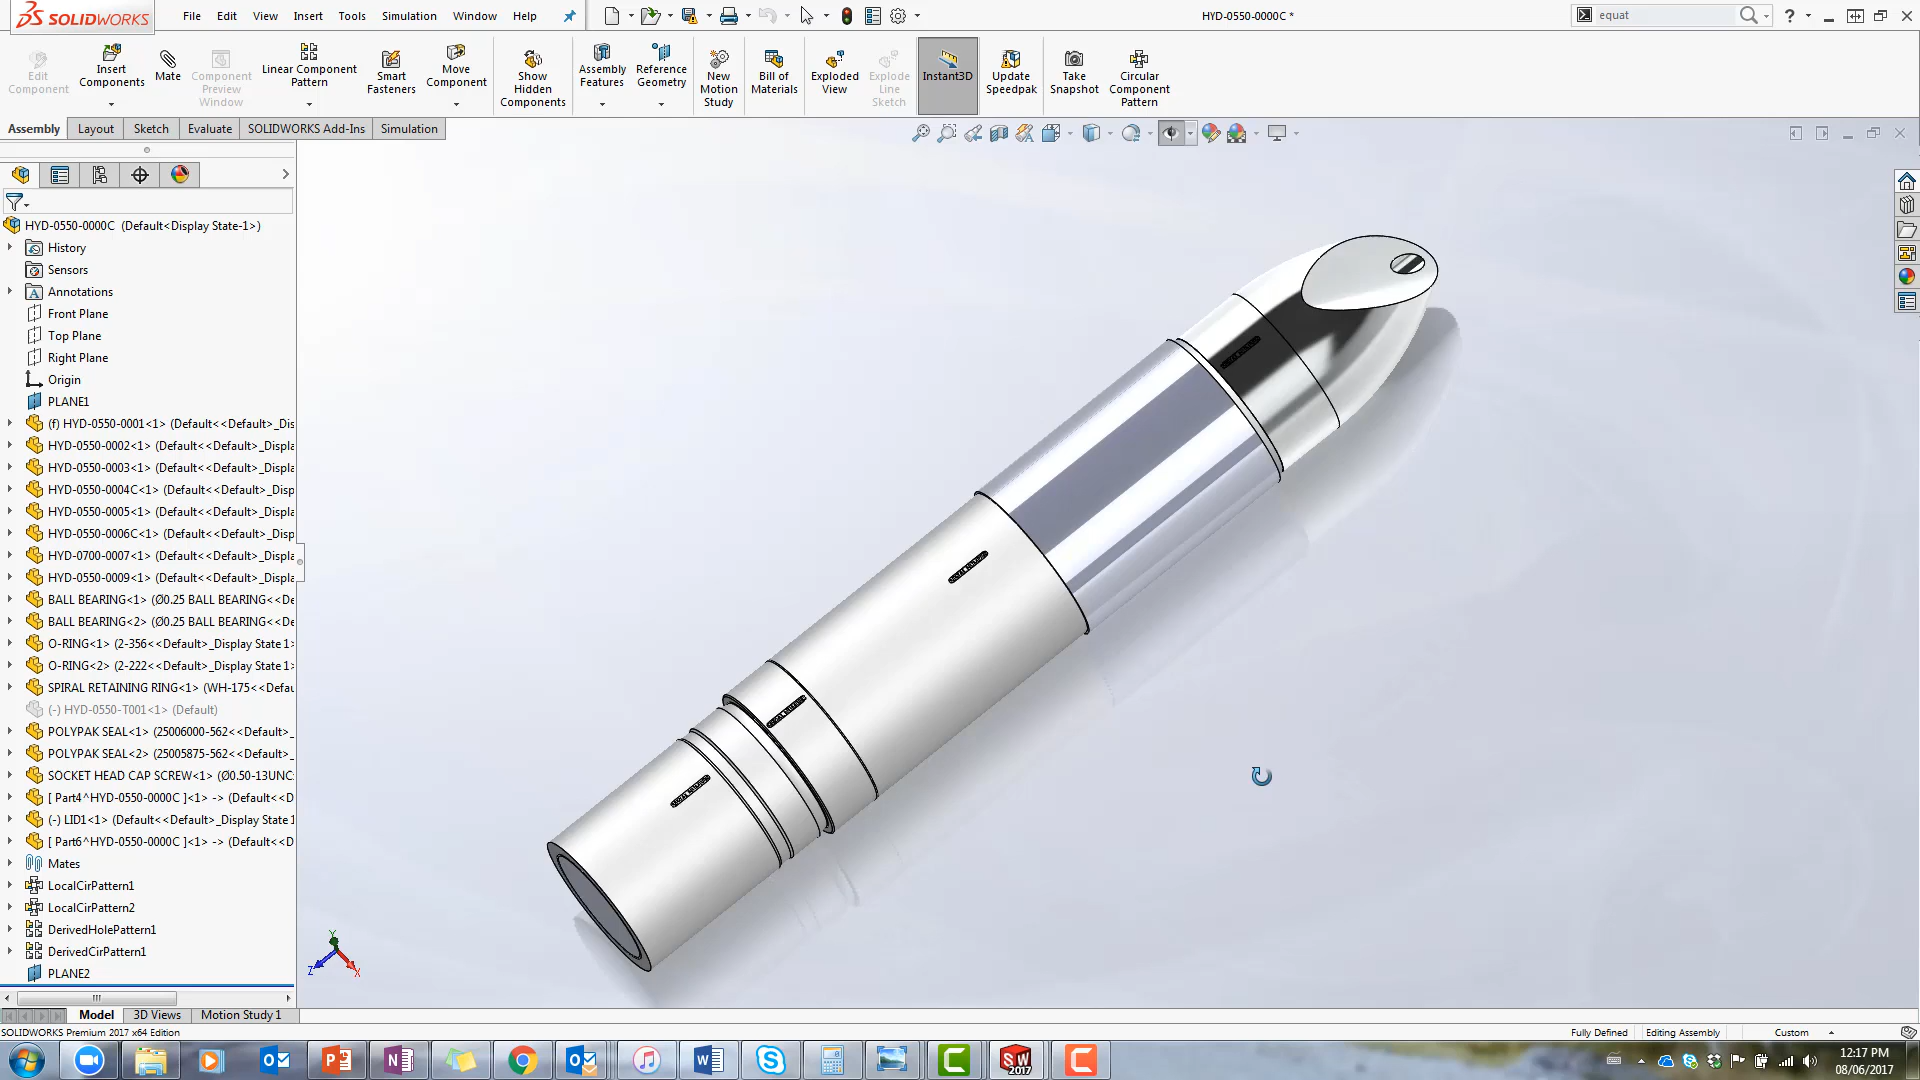 SOLIDWORKS
File Edit View Insert Tools Simulation Window Help
HYD-0550-0000C *
equat
Edit Component
Insert Components
Mate
Component Preview Window
Linear Component Pattern
Smart Fasteners
Move Component
Show Hidden Components
Assembly Features
Reference Geometry
New Motion Study
Bill of Materials
Exploded View
Explode Line Sketch
Instant3D
Update Speedpak
Take Snapshot
Circular Component Pattern
Assembly Layout Sketch Evaluate SOLIDWORKS Add-Ins Simulation
HYD-0550-0000C (Default<Display State-1>)
History
Sensors
Annotations
Front Plane
Top Plane
Right Plane
Origin
PLANE1
(f) HYD-0550-0001<1> (Default<<Default>_Dis
HYD-0550-0002<1> (Default<<Default>_Displa
HYD-0550-0003<1> (Default<<Default>_Displa
HYD-0550-0004C<1> (Default<<Default>_Disp
HYD-0550-0005<1> (Default<<Default>_Displa
HYD-0550-0006C<1> (Default<<Default>_Disp
HYD-0700-0007<1> (Default<<Default>_Displa
HYD-0550-0009<1> (Default<<Default>_Displa
BALL BEARING<1> (Ø0.25 BALL BEARING<<De
BALL BEARING<2> (Ø0.25 BALL BEARING<<De
O-RING<1> (2-356<<Default>_Display State 1>
O-RING<2> (2-222<<Default>_Display State 1>
SPIRAL RETAINING RING<1> (WH-175<<Defau
(-) HYD-0550-T001<1> (Default)
POLYPAK SEAL<1> (25006000-562<<Default>_
POLYPAK SEAL<2> (25005875-562<<Default>_
SOCKET HEAD CAP SCREW<1> (Ø0.50-13UNC
[ Part4^HYD-0550-0000C ]<1> -> (Default<<D
(-) LID1<1> (Default<<Default>_Display State 1
[ Part6^HYD-0550-0000C ]<1> -> (Default<<D
Mates
LocalCirPattern1
LocalCirPattern2
DerivedHolePattern1
DerivedCirPattern1
PLANE2
Y
Z
X
Model 3D Views Motion Study 1
SOLIDWORKS Premium 2017 x64 Edition
Fully Defined Editing Assembly Custom
12:17 PM
08/06/2017